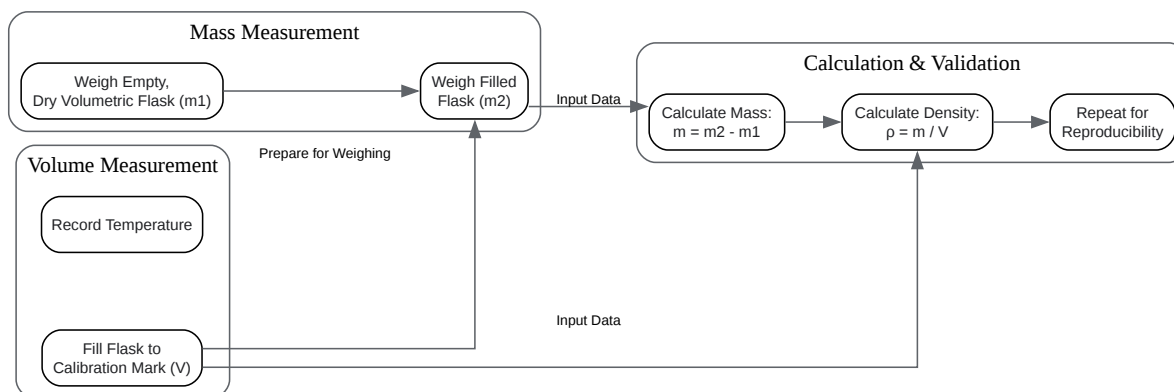 Mass Measurement
Weigh Empty,
Dry Volumetric Flask (m1)
Weigh Filled
Flask (m2)
Input Data
Calculation & Validation
Calculate Mass:
m = m2 - m1
Calculate Density:
ρ = m / V
Repeat for
Reproducibility
Prepare for Weighing
Volume Measurement
Record Temperature
Fill Flask to
Calibration Mark (V)
Input Data